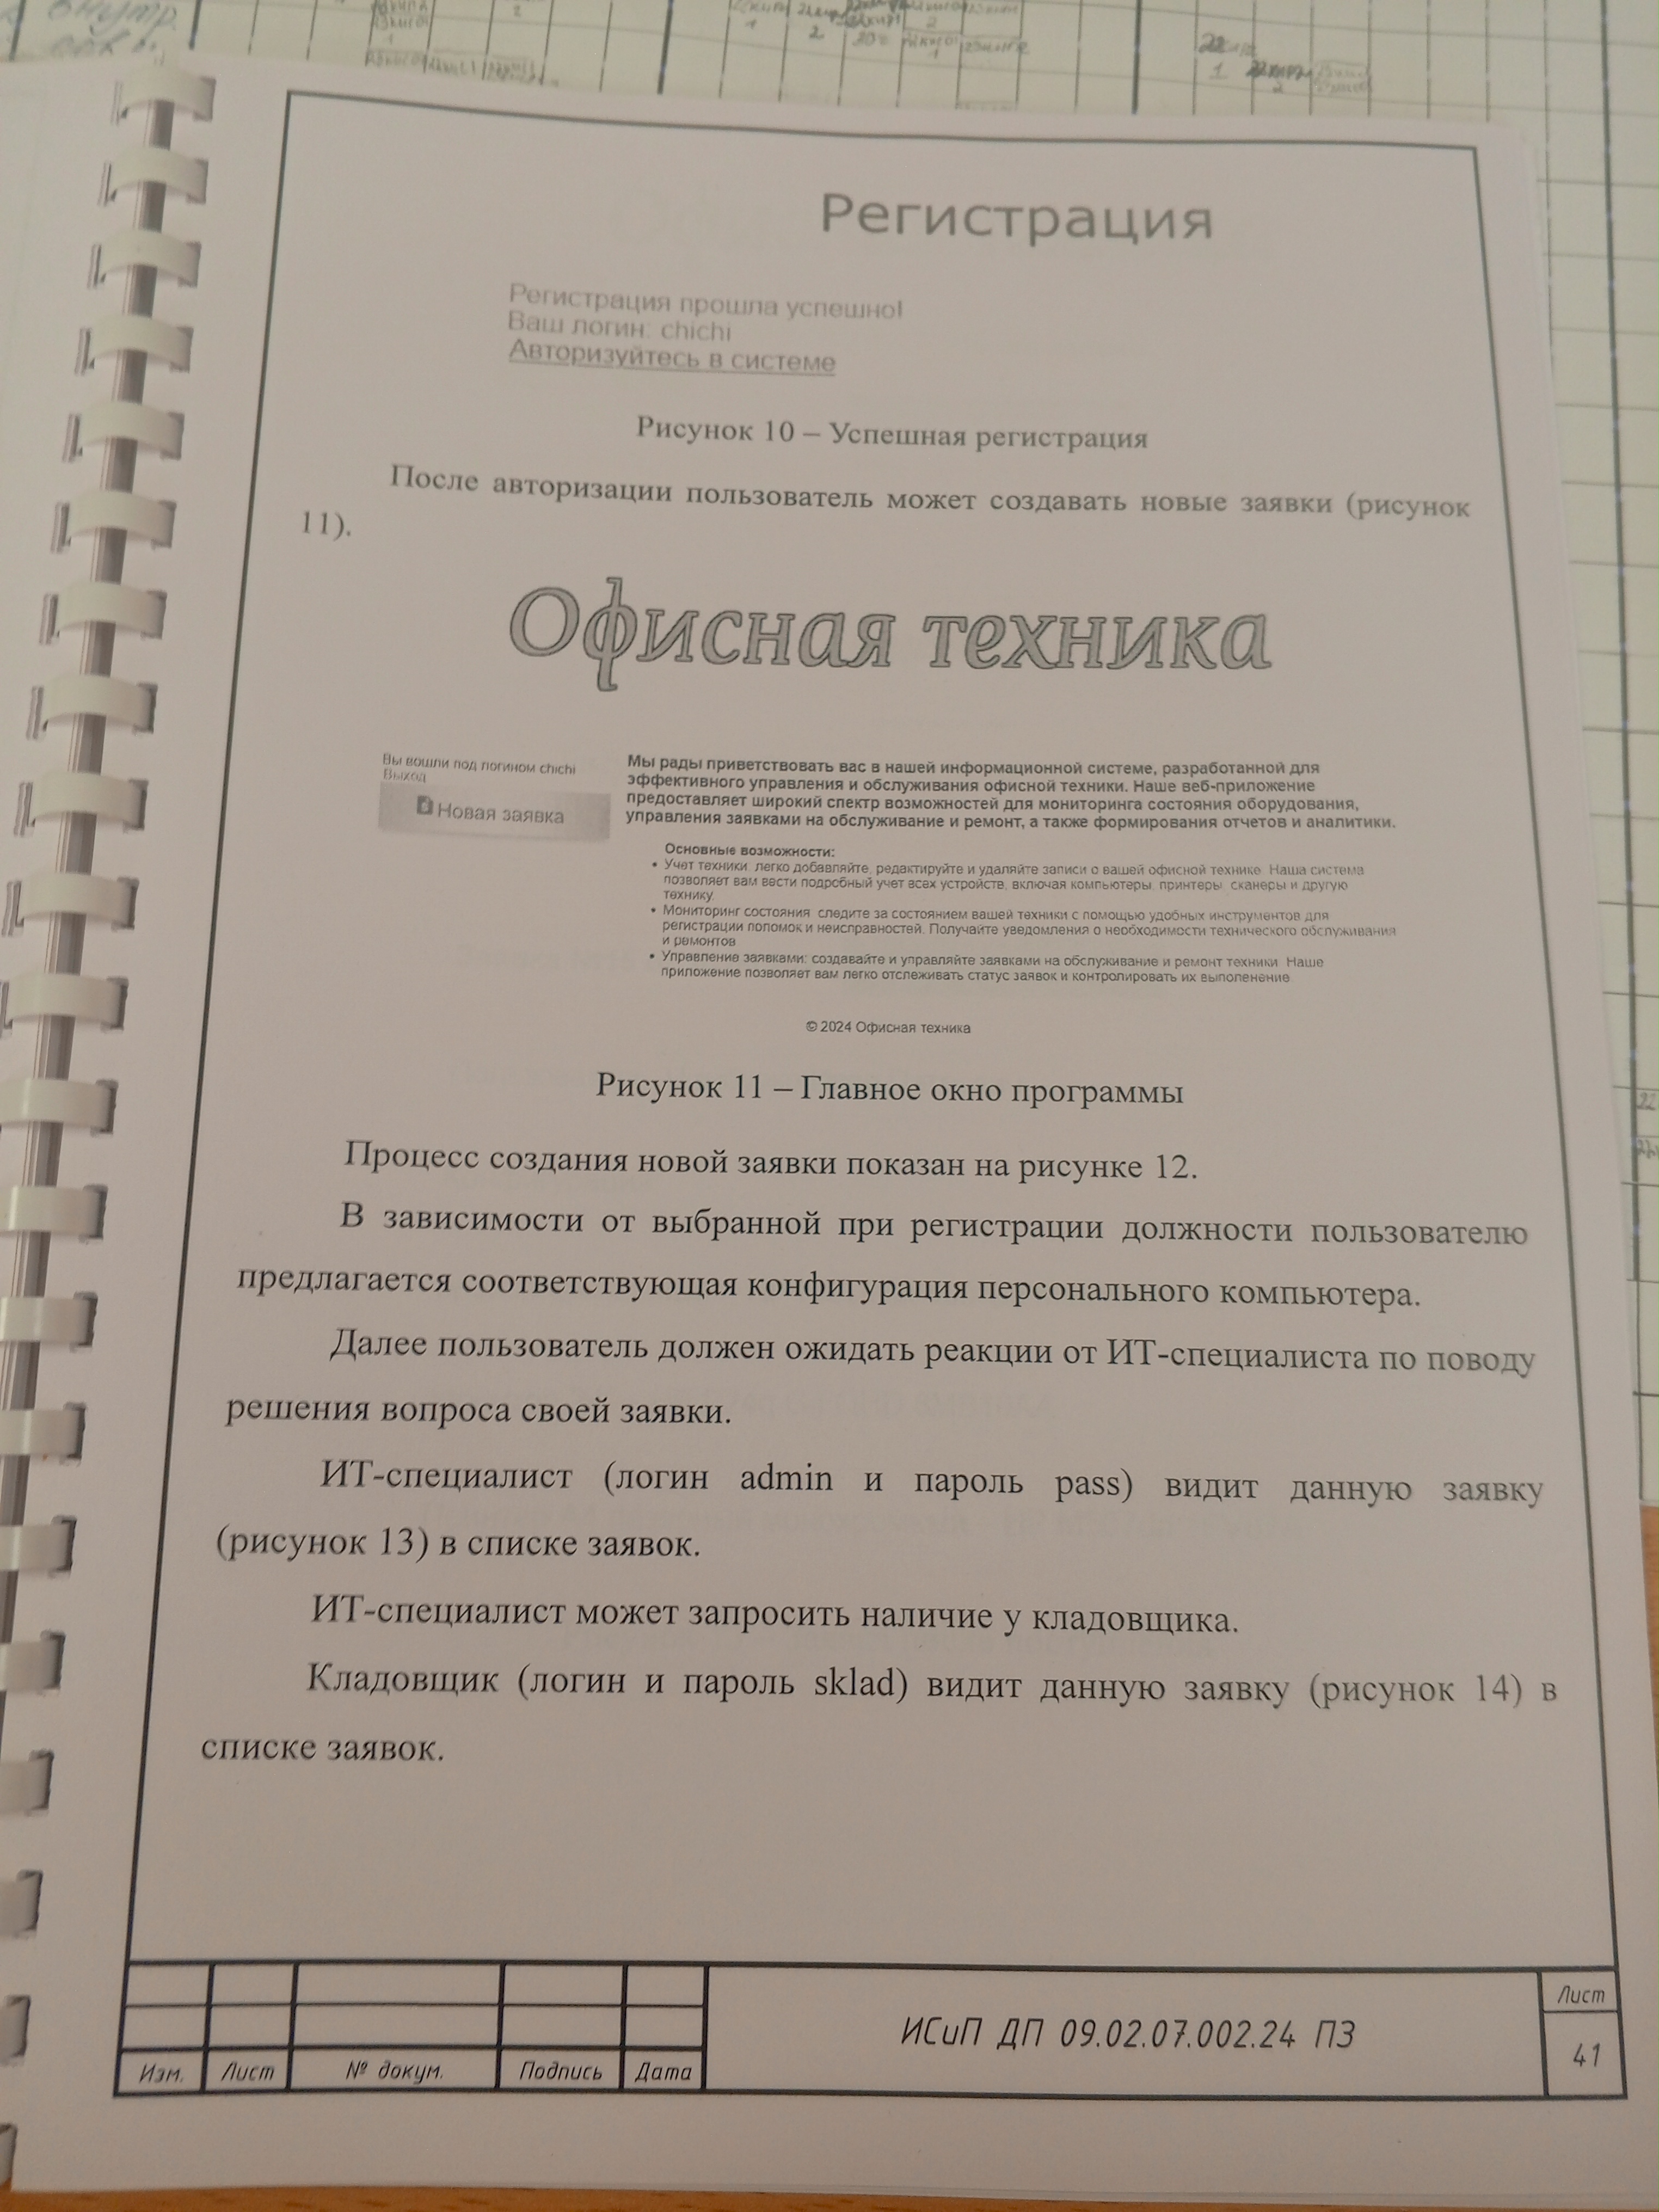 Регистрация
Регистрация прошла успешно!
Ваш логин: chichi
Авторизуйтесь в системе
Рисунок 10 – Успешная регистрация
После авторизации пользователь может создавать новые заявки (рисунок
11).
Офисная техника
Вы вошли под логином chichi
Выход
Новая заявка
Мы рады приветствовать вас в нашей информационной системе, разработанной для
эффективного управления и обслуживания офисной техники. Наше веб-приложение
предоставляет широкий спектр возможностей для мониторинга состояния оборудования,
управления заявками на обслуживание и ремонт, а также формирования отчетов и аналитики.
Основные возможности:
• Учет техники: легко добавляйте, редактируйте и удаляйте записи о вашей офисной технике. Наша система
позволяет вам вести подробный учет всех устройств, включая компьютеры, принтеры, сканеры и другую
технику.
• Мониторинг состояния: следите за состоянием вашей техники с помощью удобных инструментов для
регистрации поломок и неисправностей. Получайте уведомления о необходимости технического обслуживания
и ремонтов.
• Управление заявками: создавайте и управляйте заявками на обслуживание и ремонт техники. Наше
приложение позволяет вам легко отслеживать статус заявок и контролировать их выполенение.
© 2024 Офисная техника
Рисунок 11 – Главное окно программы
Процесс создания новой заявки показан на рисунке 12.
В зависимости от выбранной при регистрации должности пользователю
предлагается соответствующая конфигурация персонального компьютера.
Далее пользователь должен ожидать реакции от ИТ-специалиста по поводу
решения вопроса своей заявки.
ИТ-специалист (логин admin и пароль pass) видит данную заявку
(рисунок 13) в списке заявок.
ИТ-специалист может запросить наличие у кладовщика.
Кладовщик (логин и пароль sklad) видит данную заявку (рисунок 14) в
списке заявок.
Изм. Лист № докум. Подпись Дата
ИСиП ДП 09.02.07.002.24 ПЗ
Лист
41